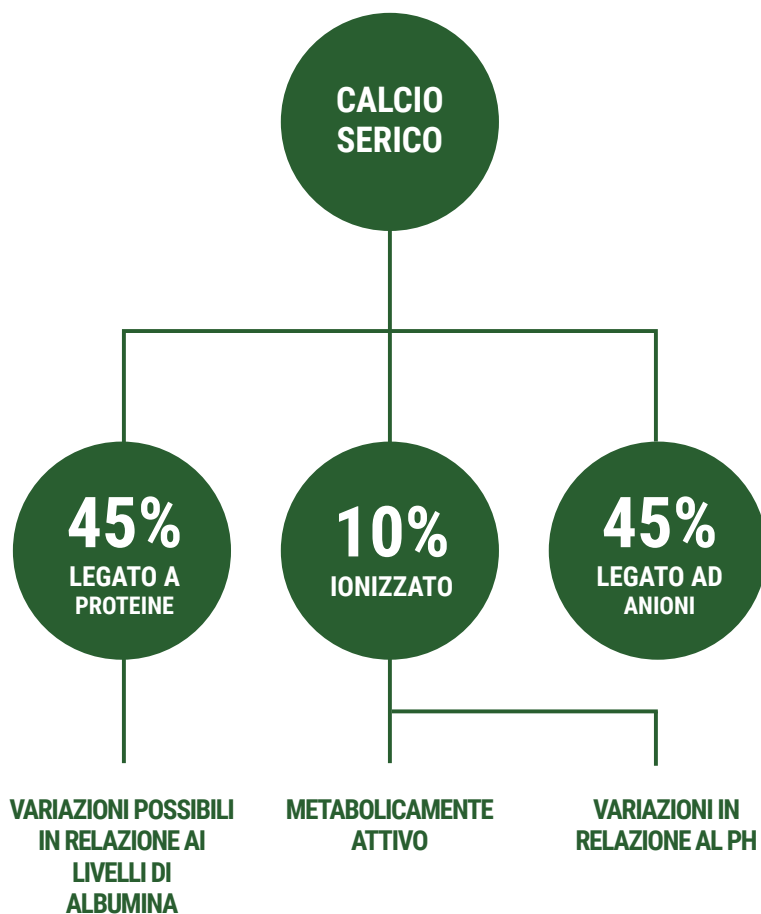 CALCIO
SERICO
45%
LEGATO A
PROTEINE
10%
IONIZZATO
45%
LEGATO AD
ANIONI
VARIAZIONI POSSIBILI
IN RELAZIONE AI
LIVELLI DI
ALBUMINA
METABOLICAMENTE
ATTIVO
VARIAZIONI IN
RELAZIONE AL PH